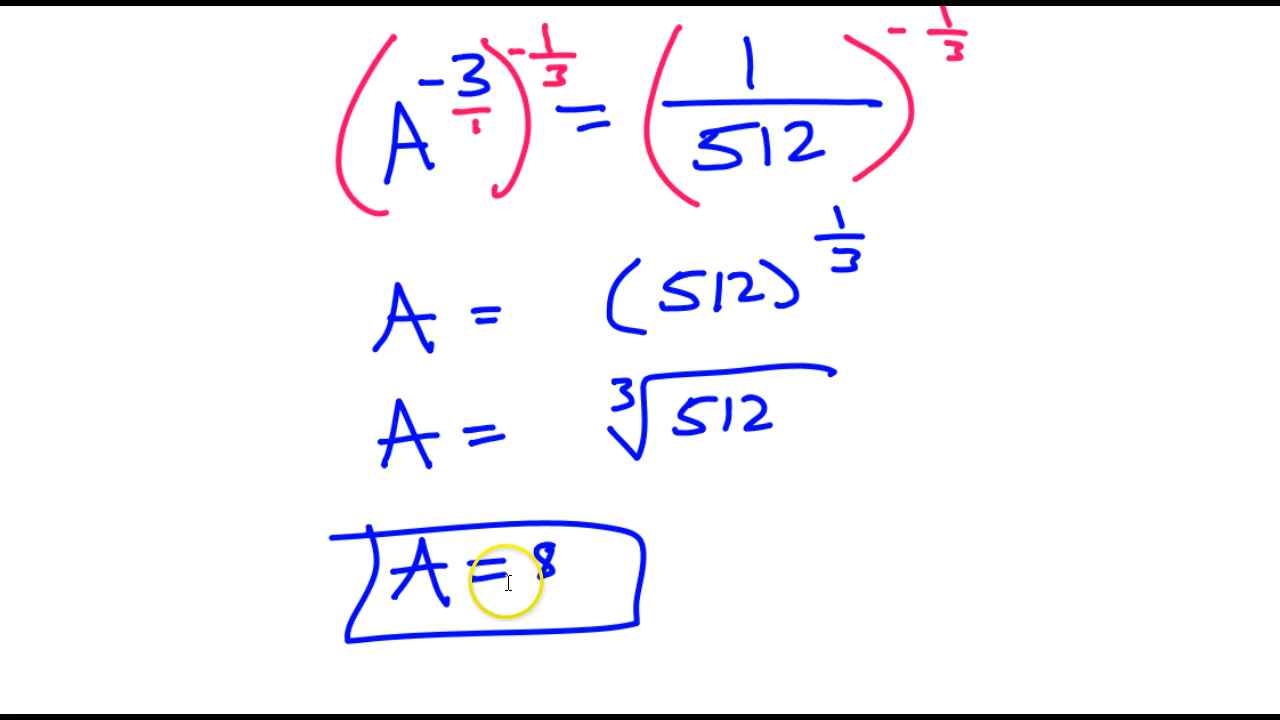 (A^{-3/1})^{-1/3} = (1/512)^{-1/3}
A = (512)^{1/3}
A = ∛512
A = 8